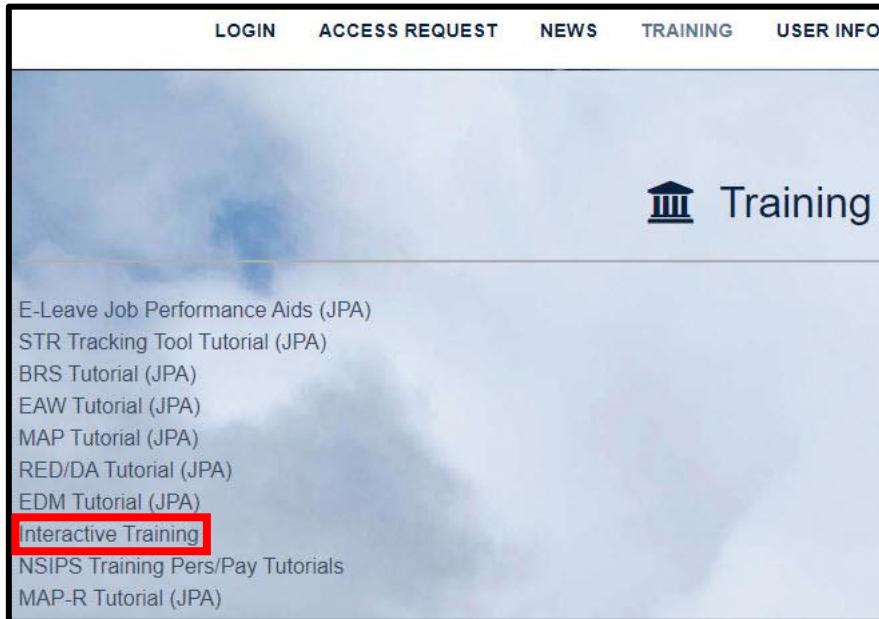 LOGIN ACCESS REQUEST NEWS TRAINING USER INFO
Training
E-Leave Job Performance Aids (JPA)
STR Tracking Tool Tutorial (JPA)
BRS Tutorial (JPA)
EAW Tutorial (JPA)
MAP Tutorial (JPA)
RED/DA Tutorial (JPA)
EDM Tutorial (JPA)
Interactive Training
NSIPS Training Pers/Pay Tutorials
MAP-R Tutorial (JPA)